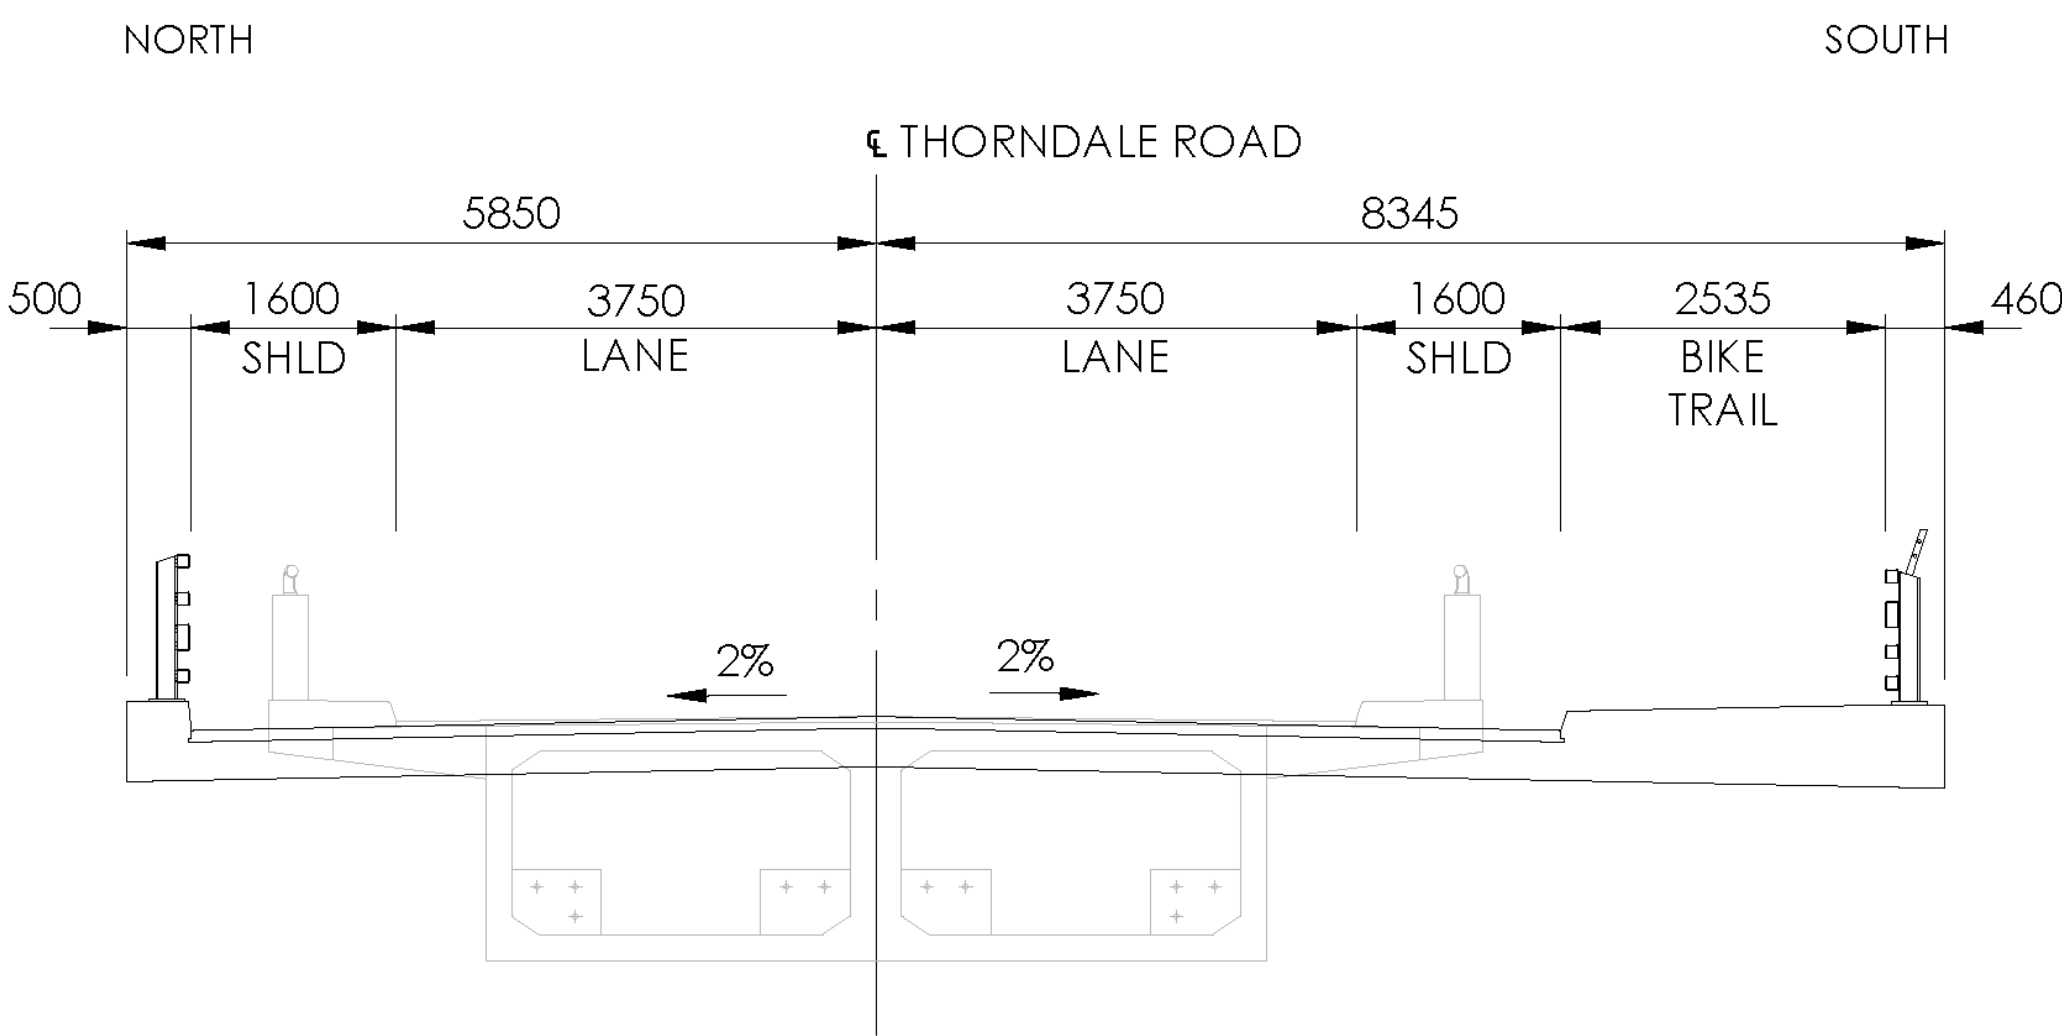 NORTH
SOUTH
℄ THORNDALE ROAD
5850
8345
500
1600
3750
3750
1600
2535
460
SHLD
LANE
LANE
SHLD
BIKE
TRAIL
2%
2%